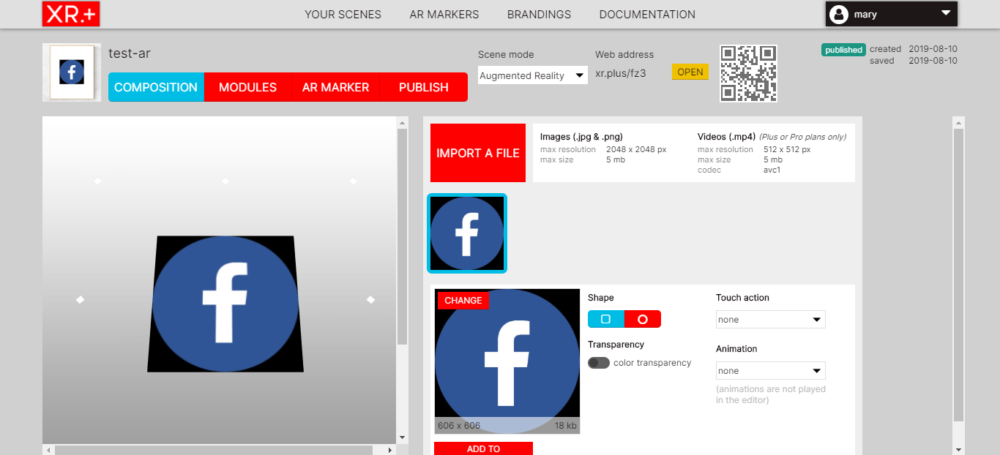 XR.+
YOUR SCENES
AR MARKERS
BRANDINGS
DOCUMENTATION
mary
test-ar
COMPOSITION
MODULES
AR MARKER
PUBLISH
Scene mode
Augmented Reality
Web address
xr.plus/fz3
OPEN
published
created 2019-08-10
saved 2019-08-10
IMPORT A FILE
Images (.jpg & .png)
max resolution 2048 x 2048 px
max size 5 mb
Videos (.mp4) (Plus or Pro plans only)
max resolution 512 x 512 px
max size 5 mb
codec avc1
CHANGE
606 x 606 18 kb
ADD TO
Shape
Transparency
color transparency
Touch action
none
Animation
none
(animations are not played
in the editor)